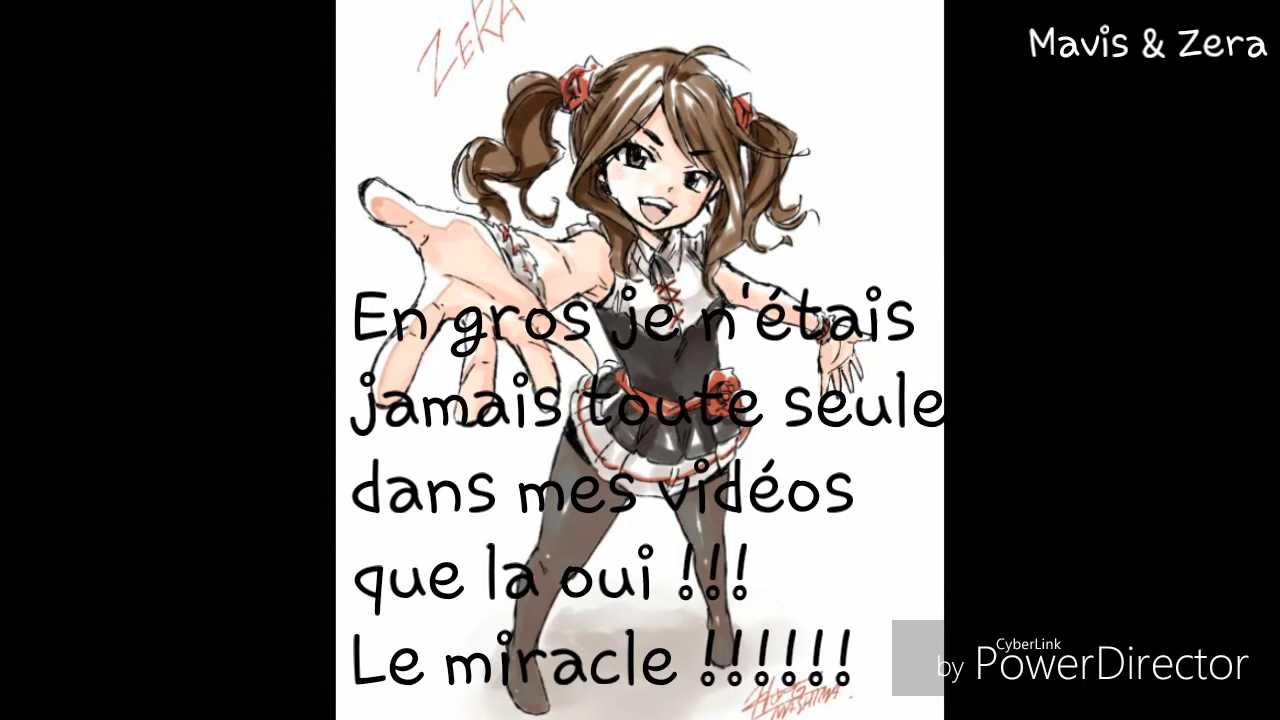 ZERA
Mavis & Zera
En gros je n'étais
jamais toute seule
dans mes vidéos
que la oui !!!
Le miracle !!!!!!
CyberLink
by PowerDirector
MASHIMA.